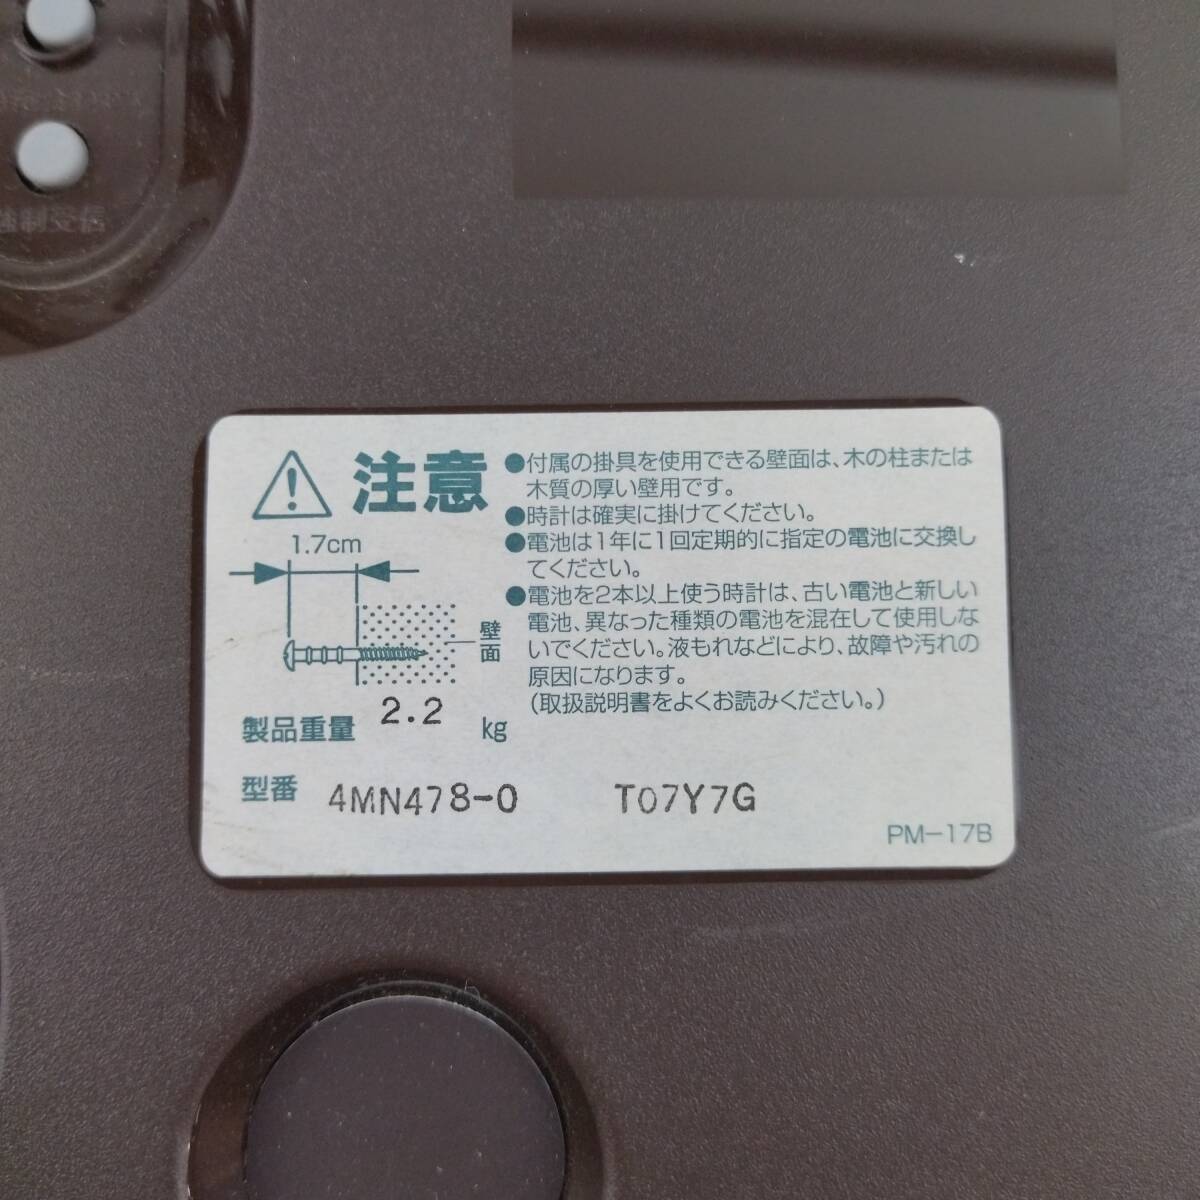 強制受信
注意
1.7cm
壁面
製品重量 2.2 kg
型番 4MN478-0 T07Y7G
●付属の掛具を使用できる壁面は、木の柱または
木質の厚い壁用です。
●時計は確実に掛けてください。
●電池は1年に1回定期的に指定の電池に交換し
てください。
●電池を2本以上使う時計は、古い電池と新しい
電池、異なった種類の電池を混在して使用しな
いでください。液もれなどにより、故障や汚れの
原因になります。
(取扱説明書をよくお読みください。)
PM-17B